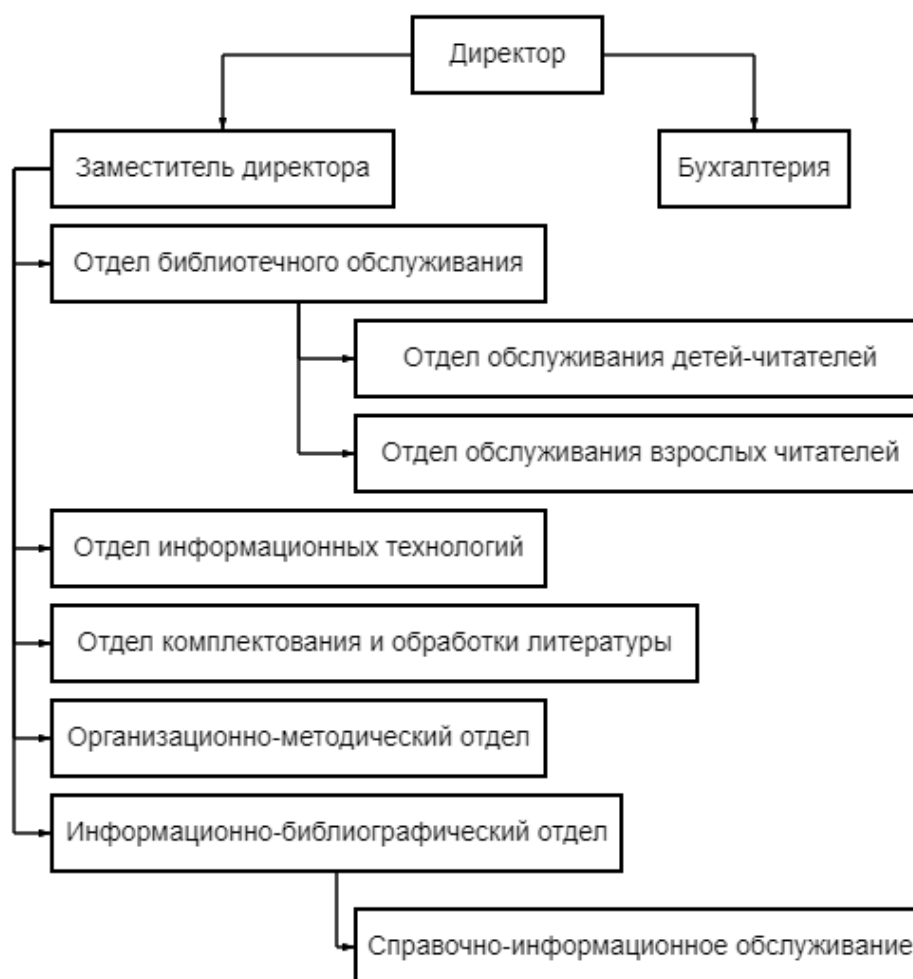 Директор
Заместитель директора
Бухгалтерия
Отдел библиотечного обслуживания
Отдел обслуживания детей-читателей
Отдел обслуживания взрослых читателей
Отдел информационных технологий
Отдел комплектования и обработки литературы
Организационно-методический отдел
Информационно-библиографический отдел
Справочно-информационное обслуживание